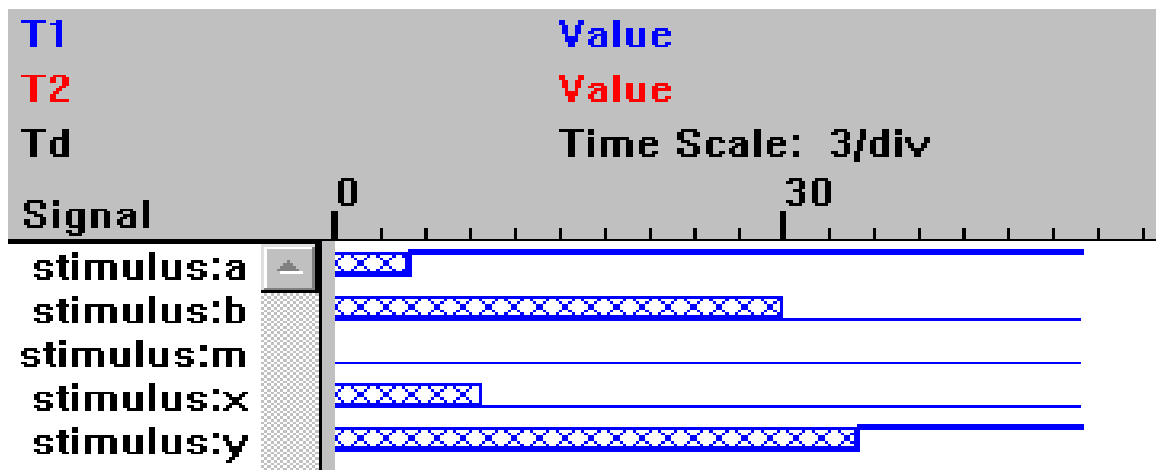 T1 Value
T2 Value
Td Time Scale: 3/div
0 30
Signal
stimulus:a
stimulus:b
stimulus:m
stimulus:x
stimulus:y